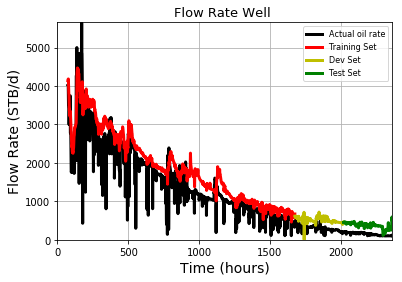 Flow Rate Well
Actual oil rate
Training Set
Dev Set
Test Set
Flow Rate (STB/d)
5000
4000
3000
2000
1000
0
0 500 1000 1500 2000
Time (hours)